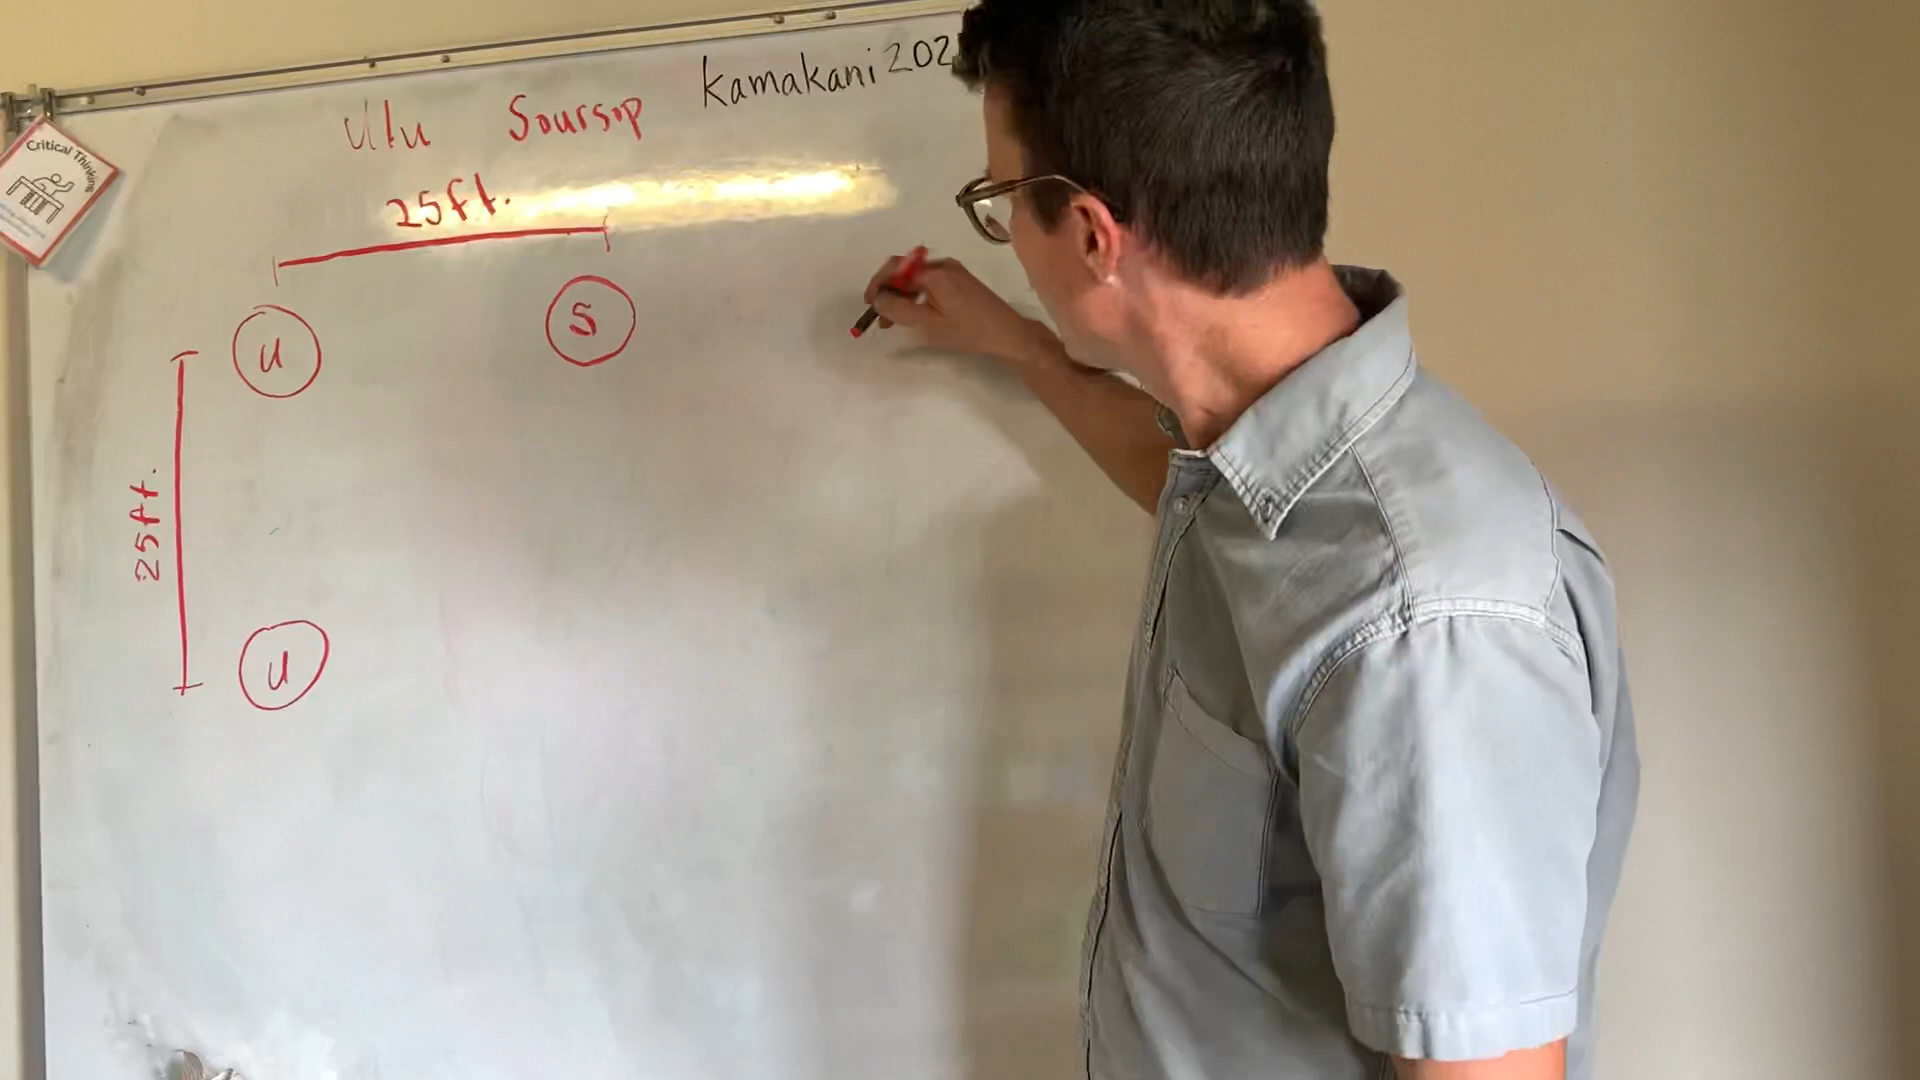 Kamakani 202
Ulu Soursop
25ft.
U
S
25ft.
U
Critical Thinking